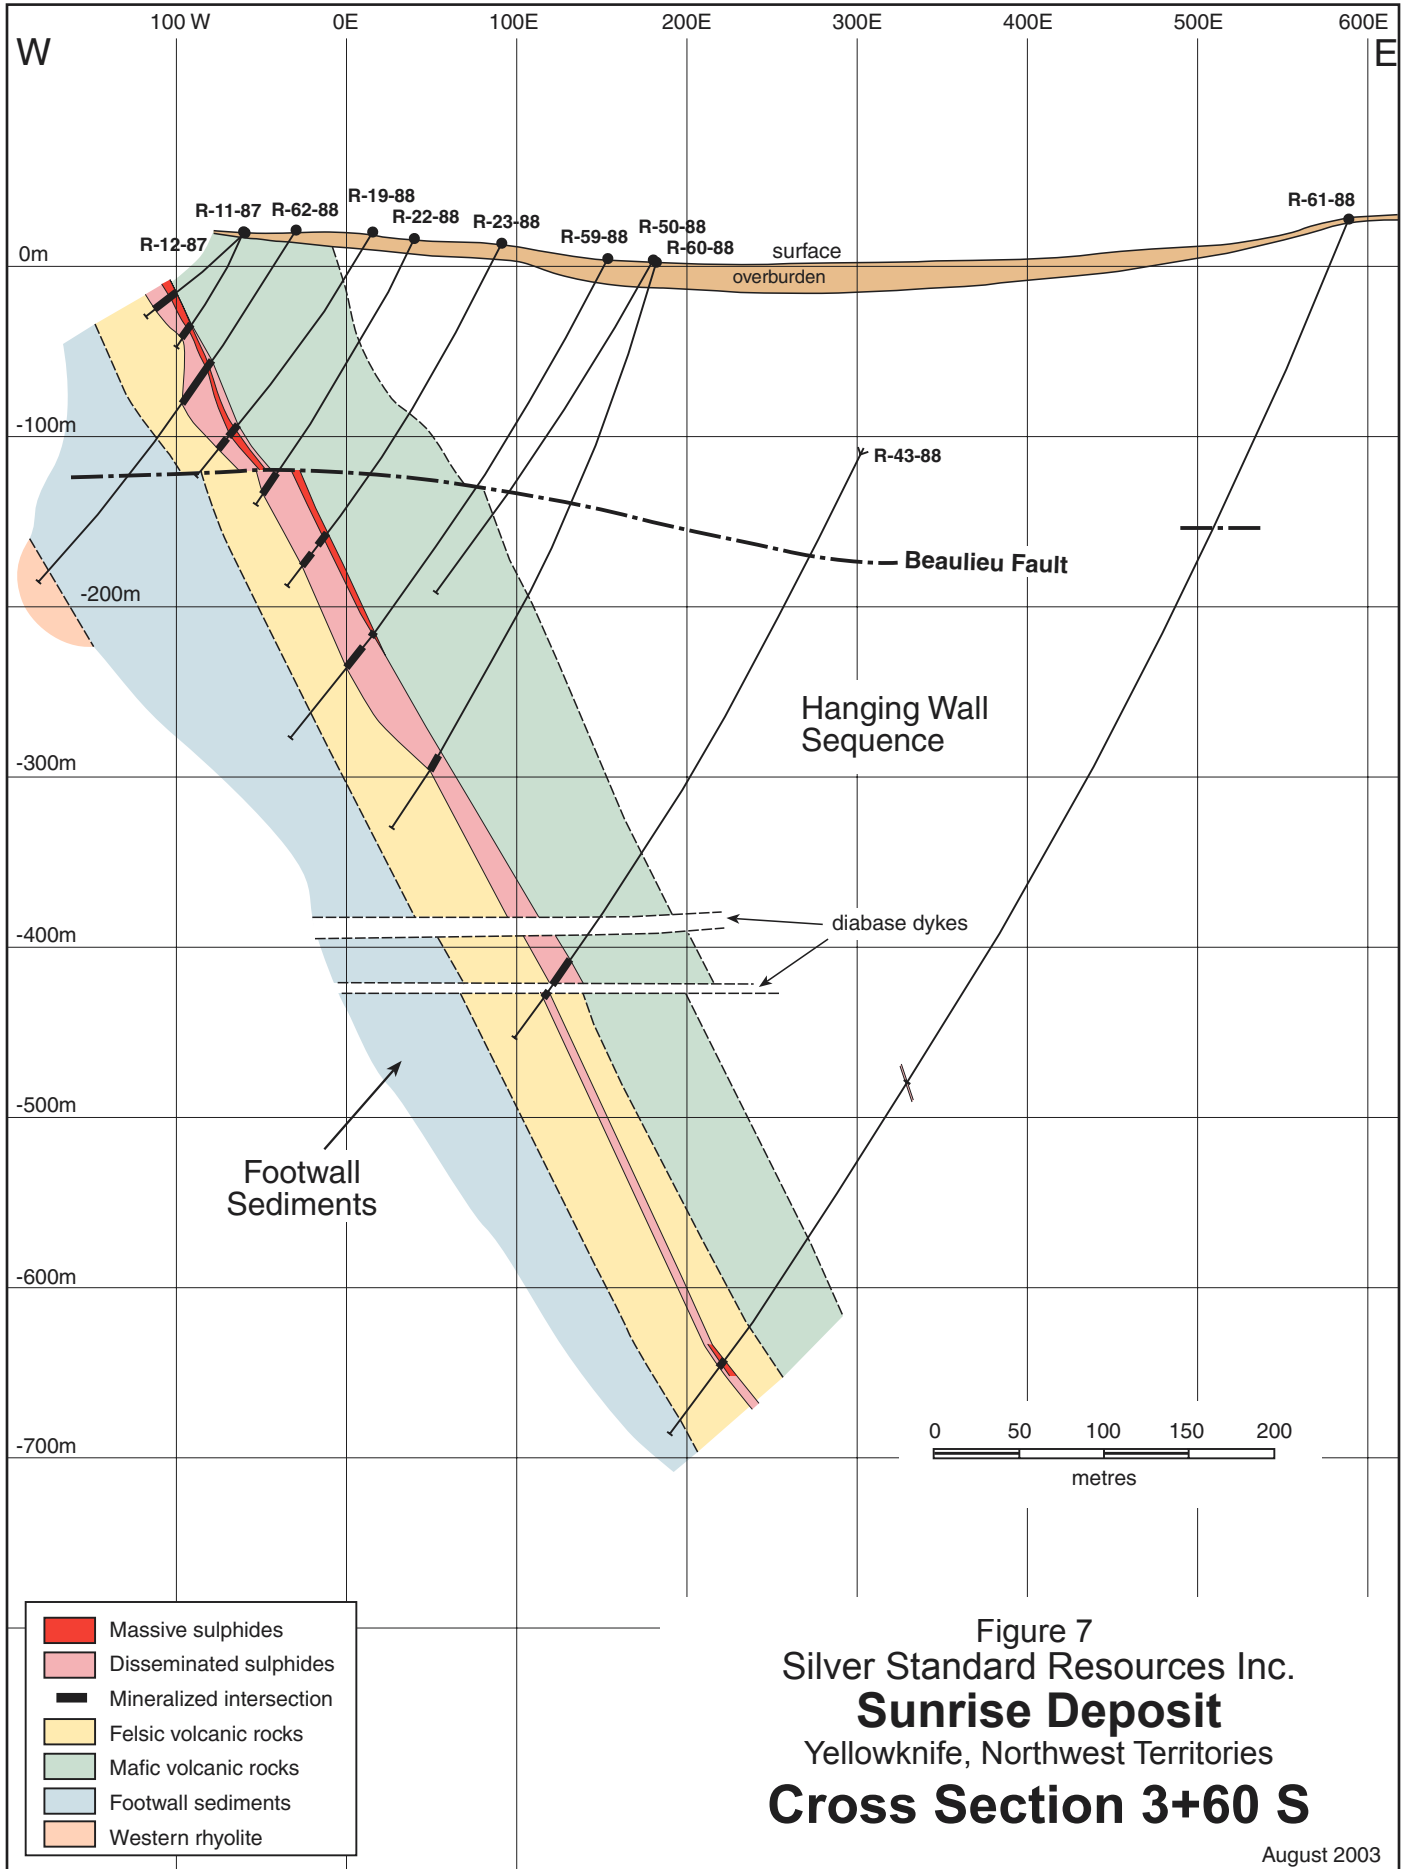 100 W 0E 100E 200E 300E 400E 500E 600E
W E
R-19-88
R-11-87 R-62-88 R-61-88
R-22-88
R-23-88 R-50-88
R-12-87 R-59-88 R-60-88
0m surface
overburden
-100m
R-43-88
Beaulieu Fault
-200m
Hanging Wall
Sequence
-300m
diabase dykes
-400m
-500m
Footwall
Sediments
-600m
0 50 100 150 200
-700m
metres
Massive sulphides
Disseminated sulphides
Mineralized intersection
Felsic volcanic rocks
Mafic volcanic rocks
Footwall sediments
Western rhyolite
Figure 7
Silver Standard Resources Inc.
Sunrise Deposit
Yellowknife, Northwest Territories
Cross Section 3+60 S
August 2003